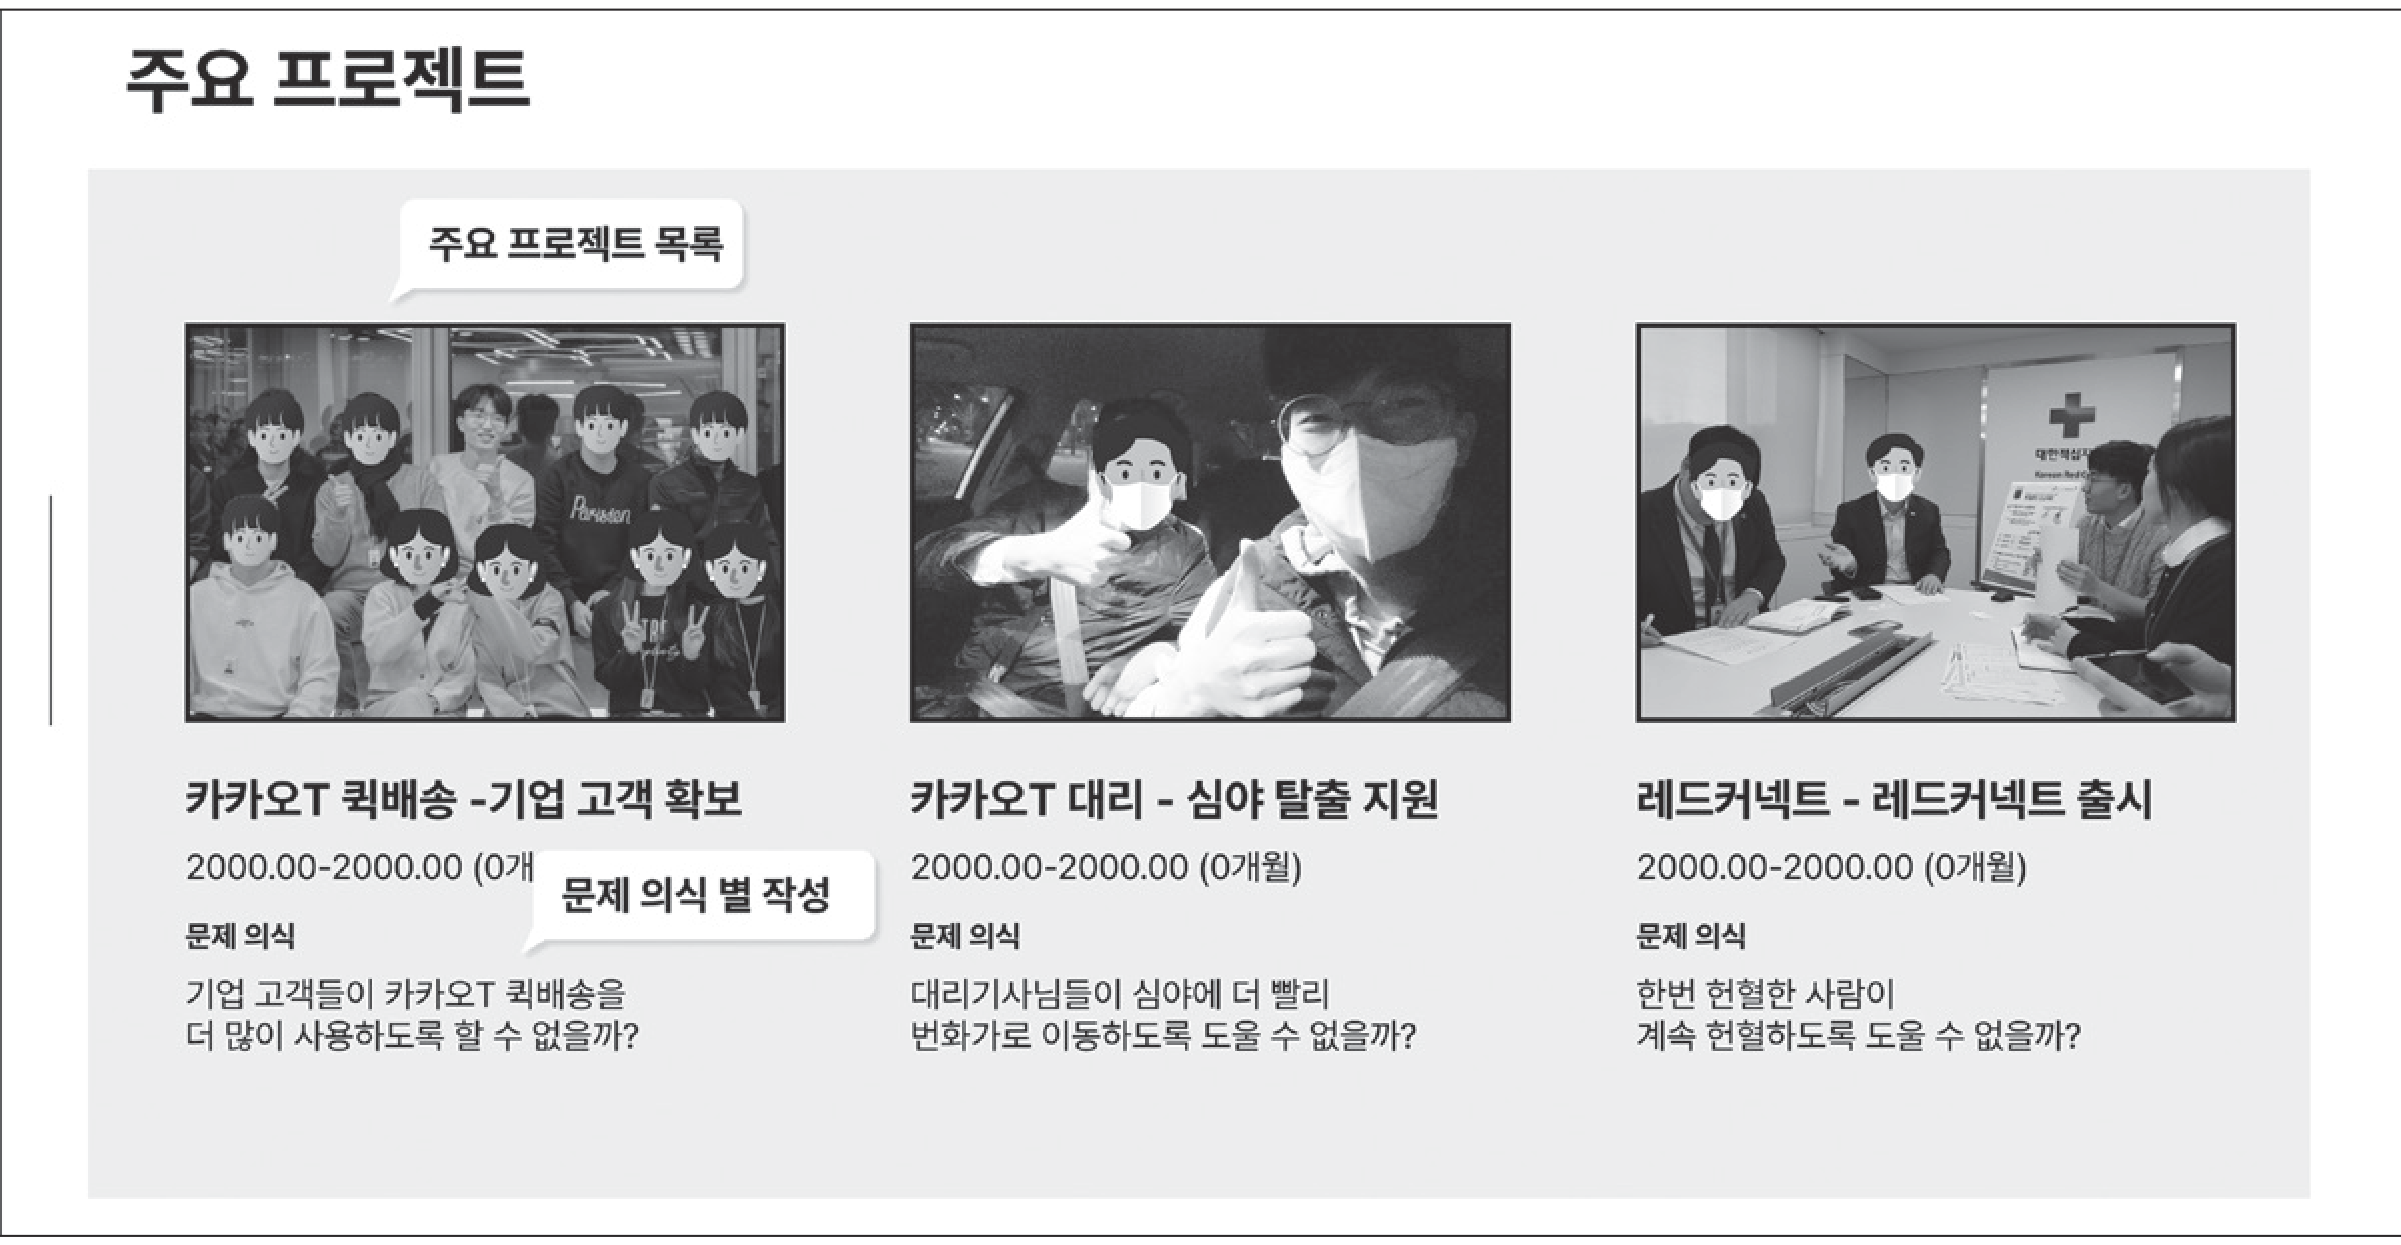 주요 프로젝트
주요 프로젝트 목록
Parisien
대한적십자
Korean Red C
카카오T 퀵배송 -기업 고객 확보
2000.00-2000.00 (0개
문제 의식 별 작성
문제 의식
기업 고객들이 카카오T 퀵배송을
더 많이 사용하도록 할 수 없을까?
카카오T 대리 - 심야 탈출 지원
2000.00-2000.00 (0개월)
문제 의식
대리기사님들이 심야에 더 빨리
번화가로 이동하도록 도울 수 없을까?
레드커넥트 - 레드커넥트 출시
2000.00-2000.00 (0개월)
문제 의식
한번 헌혈한 사람이
계속 헌혈하도록 도울 수 없을까?